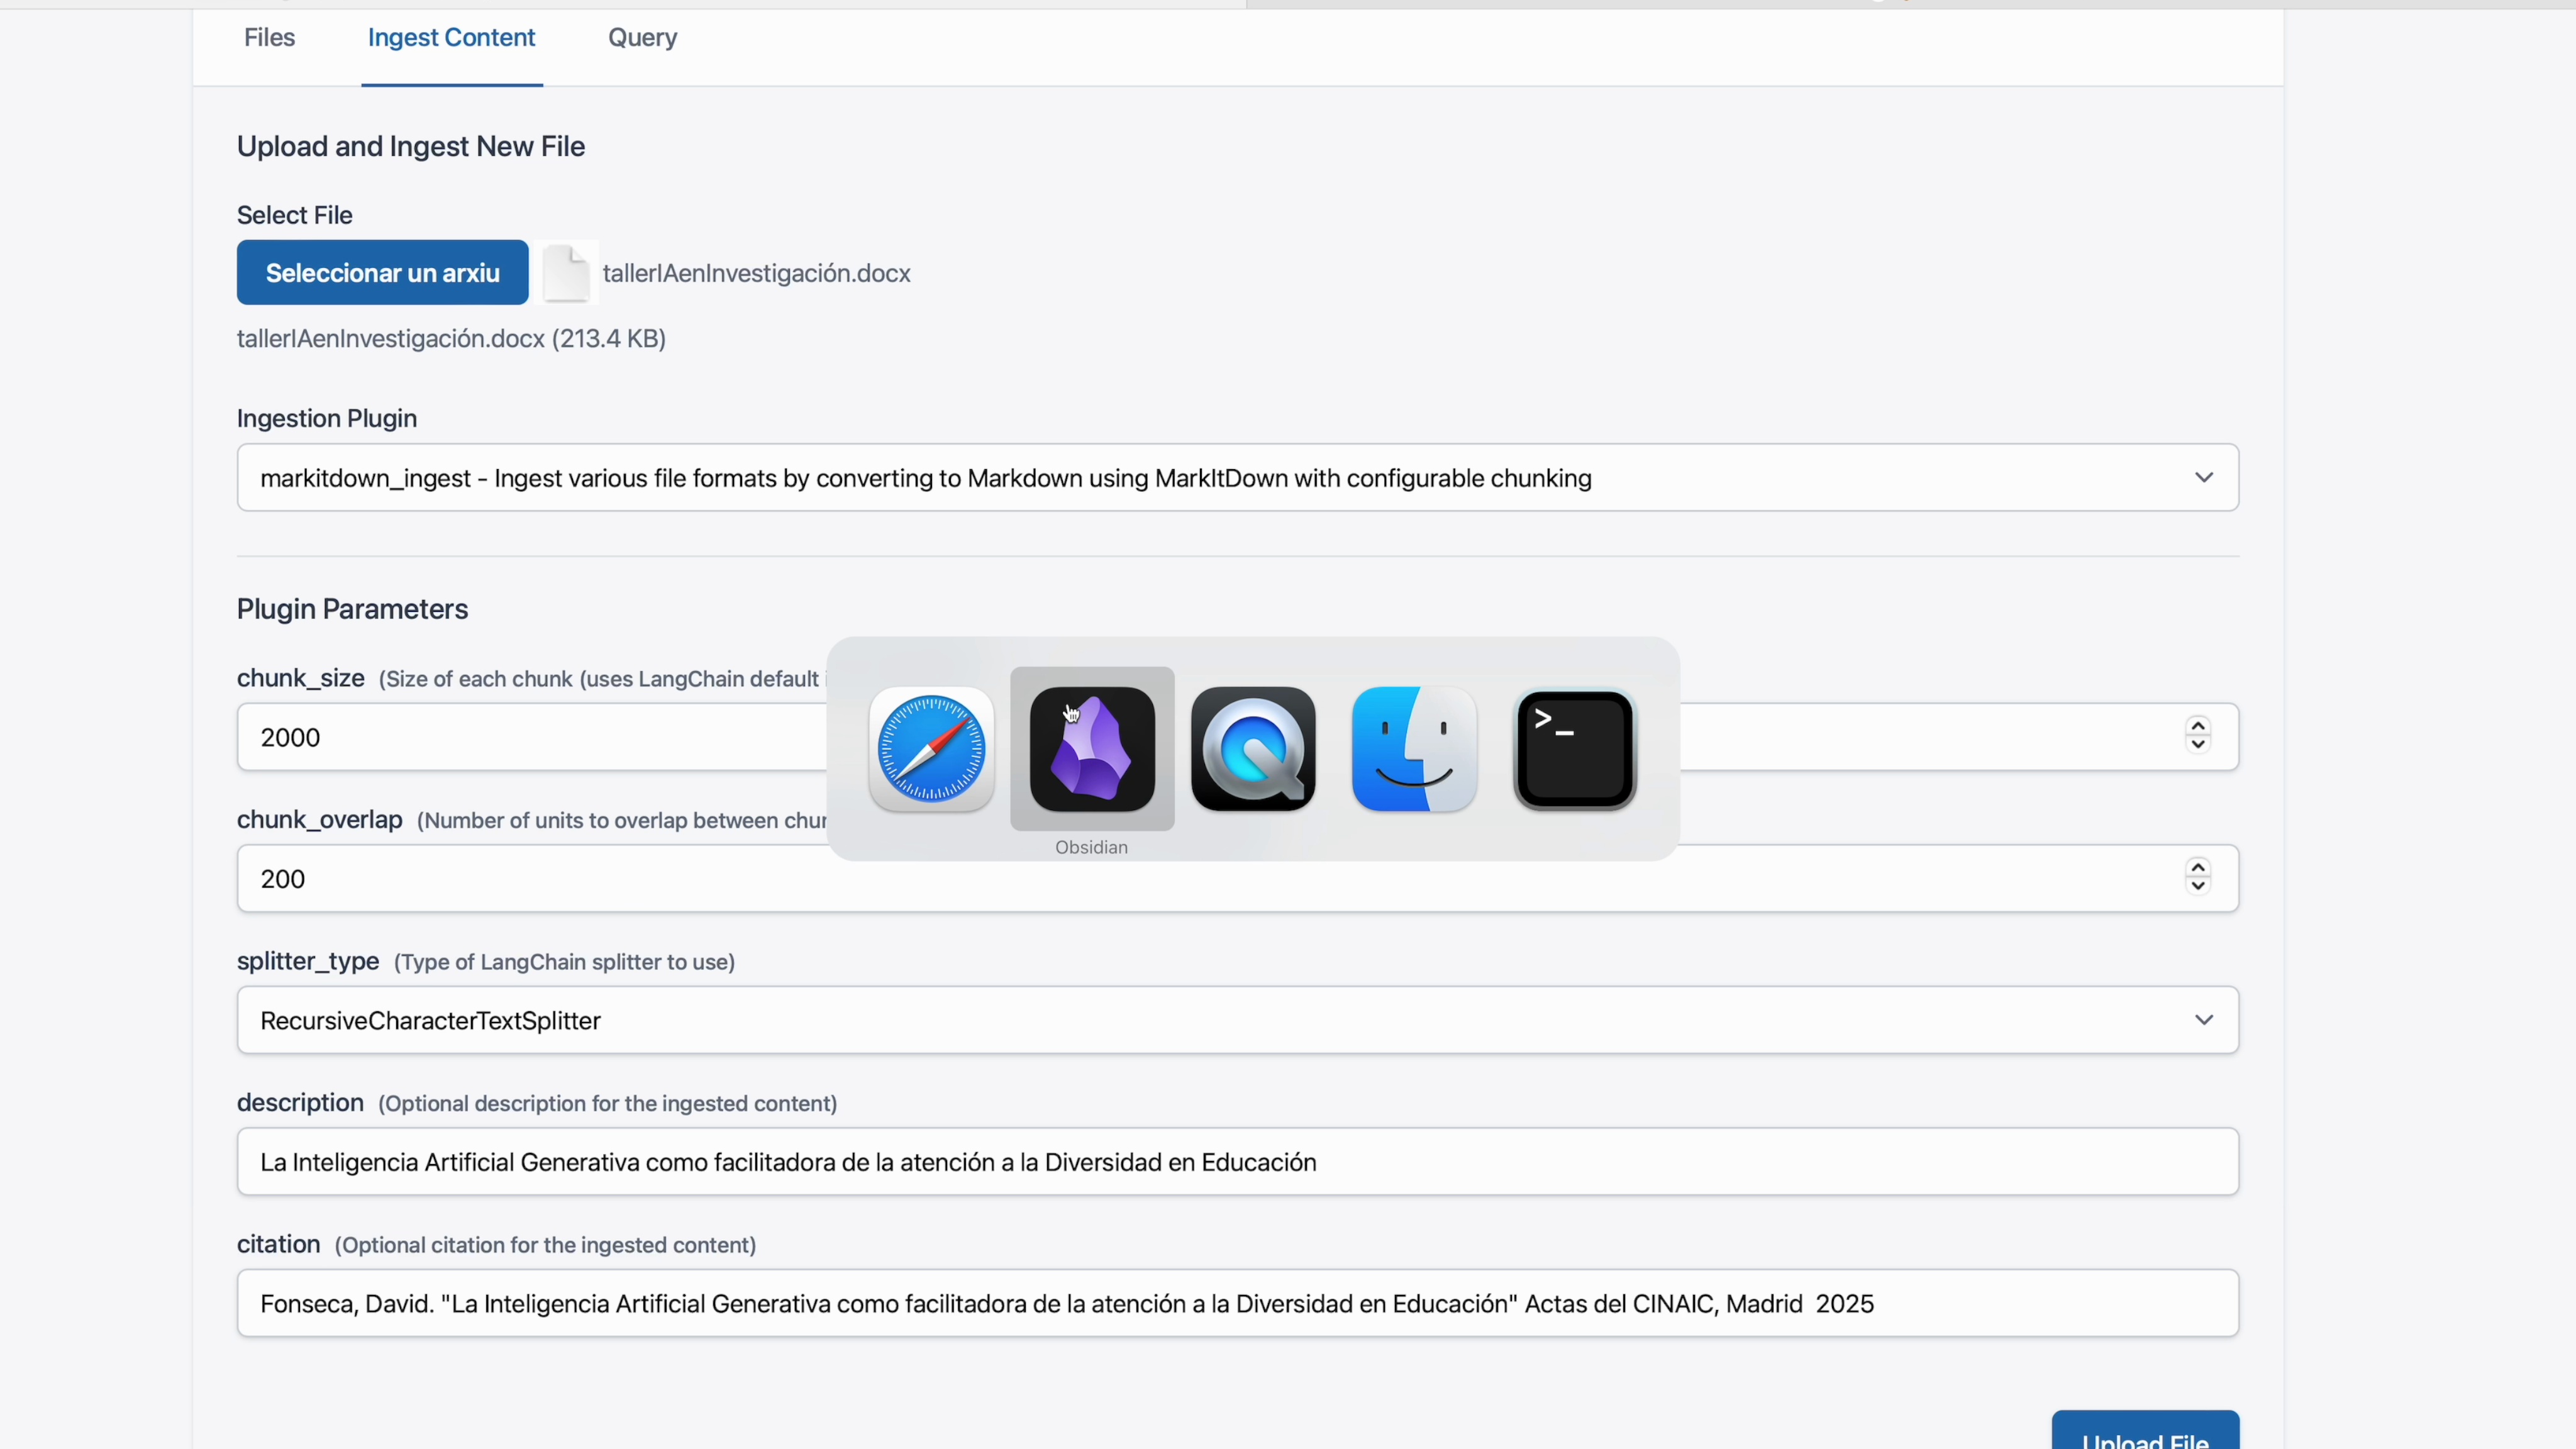 Files
Ingest Content
Query
Upload and Ingest New File
Select File
Seleccionar un arxiu
tallerIAenInvestigación.docx
tallerIAenInvestigación.docx (213.4 KB)
Ingestion Plugin
markitdown_ingest - Ingest various file formats by converting to Markdown using MarkItDown with configurable chunking
Plugin Parameters
chunk_size (Size of each chunk (uses LangChain default
2000
>_
Obsidian
chunk_overlap (Number of units to overlap between
200
splitter_type (Type of LangChain splitter to use)
RecursiveCharacterTextSplitter
description (Optional description for the ingested content)
La Inteligencia Artificial Generativa como facilitadora de la atención a la Diversidad en Educación
citation (Optional citation for the ingested content)
Fonseca, David. "La Inteligencia Artificial Generativa como facilitadora de la atención a la Diversidad en Educación" Actas del CINAIC, Madrid 2025
Upload File